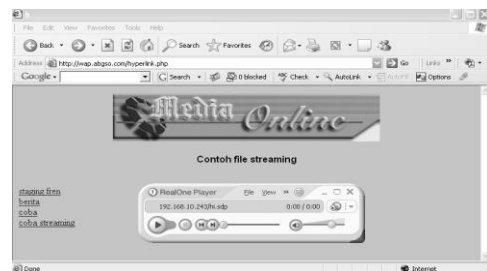 File Edit View Favorites Tools Help
Back Search Favorites
Address http://wap.abgso.com/hyperlink.php Go Links
Google Search 0 blocked Check AutoLink AutoFill Options
Media Online
Contoh file streaming
staging fren
berita
coba
coba streaming
RealOne Player File View
192.168.10.243/hi.sdp 0:00 / 0:00
Done Internet